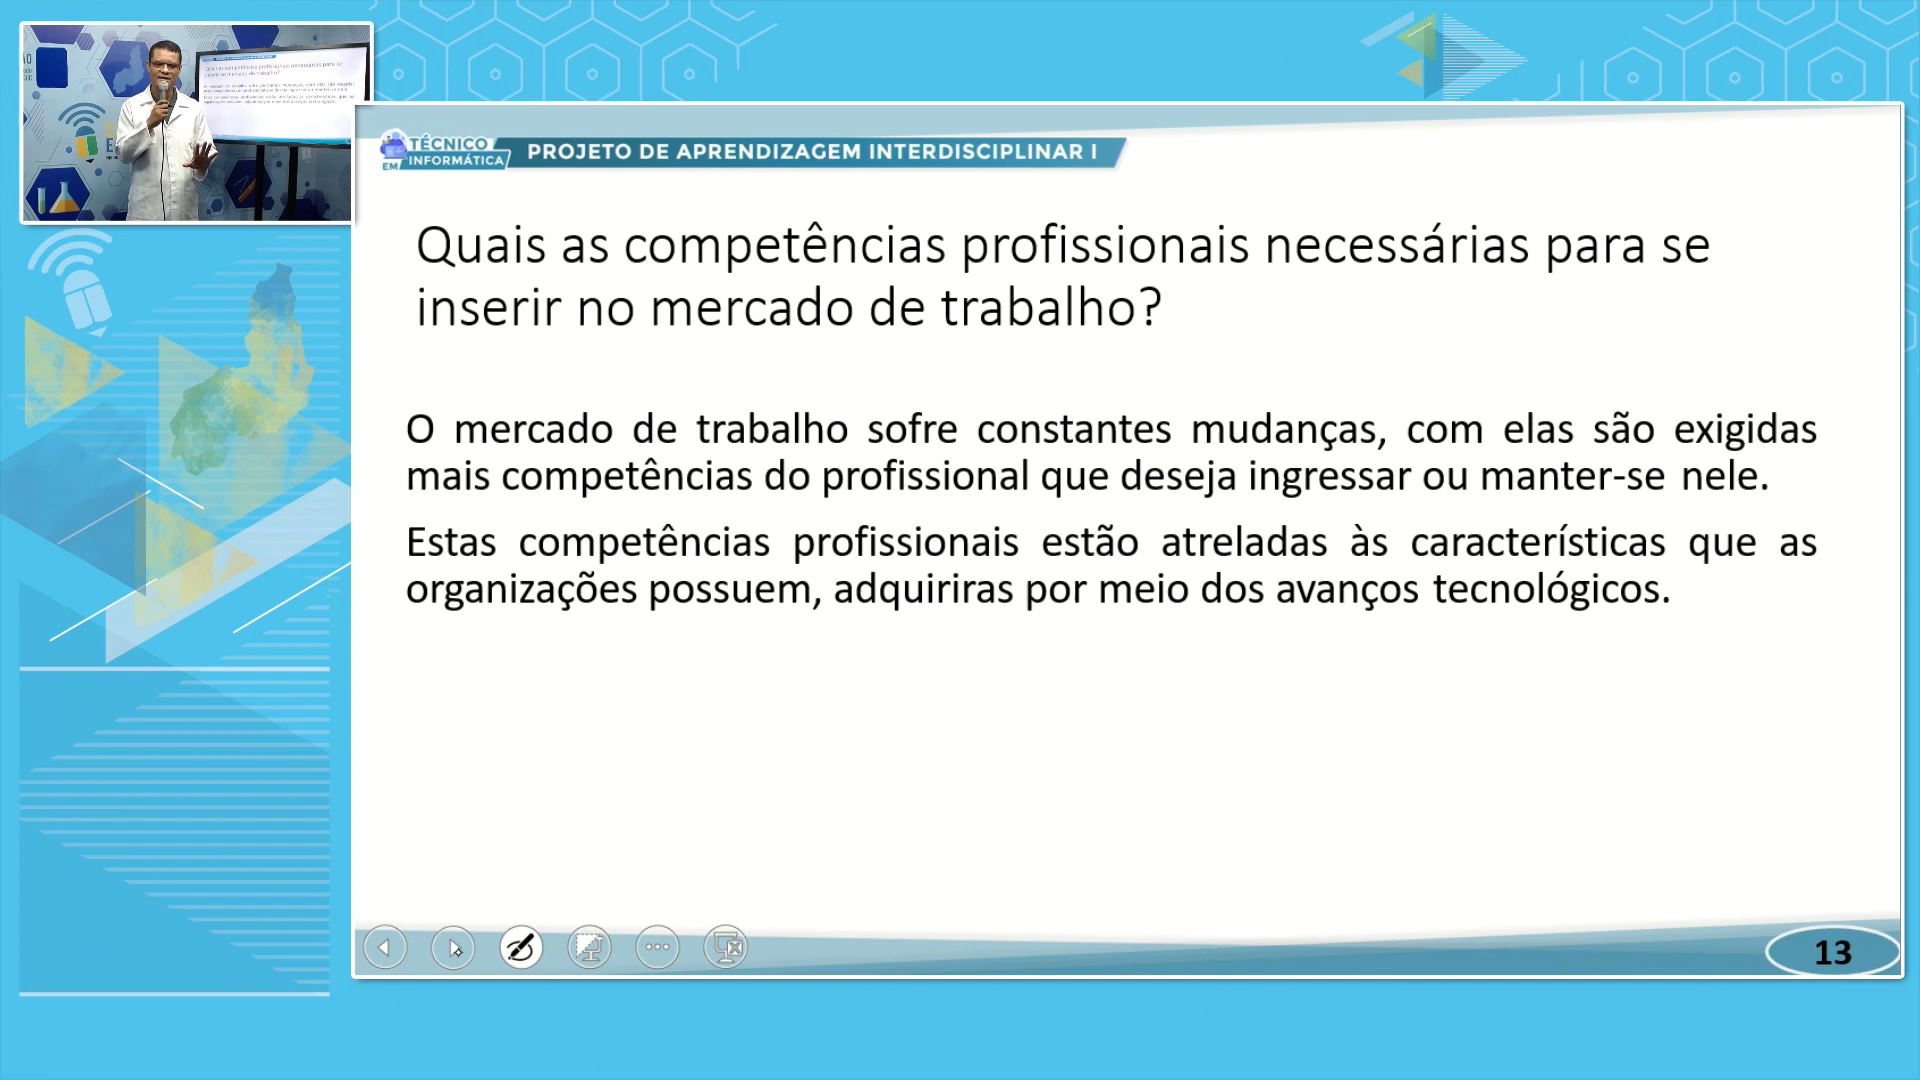 TÉCNICO
EM INFORMÁTICA
PROJETO DE APRENDIZAGEM INTERDISCIPLINAR I
Quais as competências profissionais necessárias para se
inserir no mercado de trabalho?
O mercado de trabalho sofre constantes mudanças, com elas são exigidas
mais competências do profissional que deseja ingressar ou manter-se nele.
Estas competências profissionais estão atreladas às características que as
organizações possuem, adquiriras por meio dos avanços tecnológicos.
13